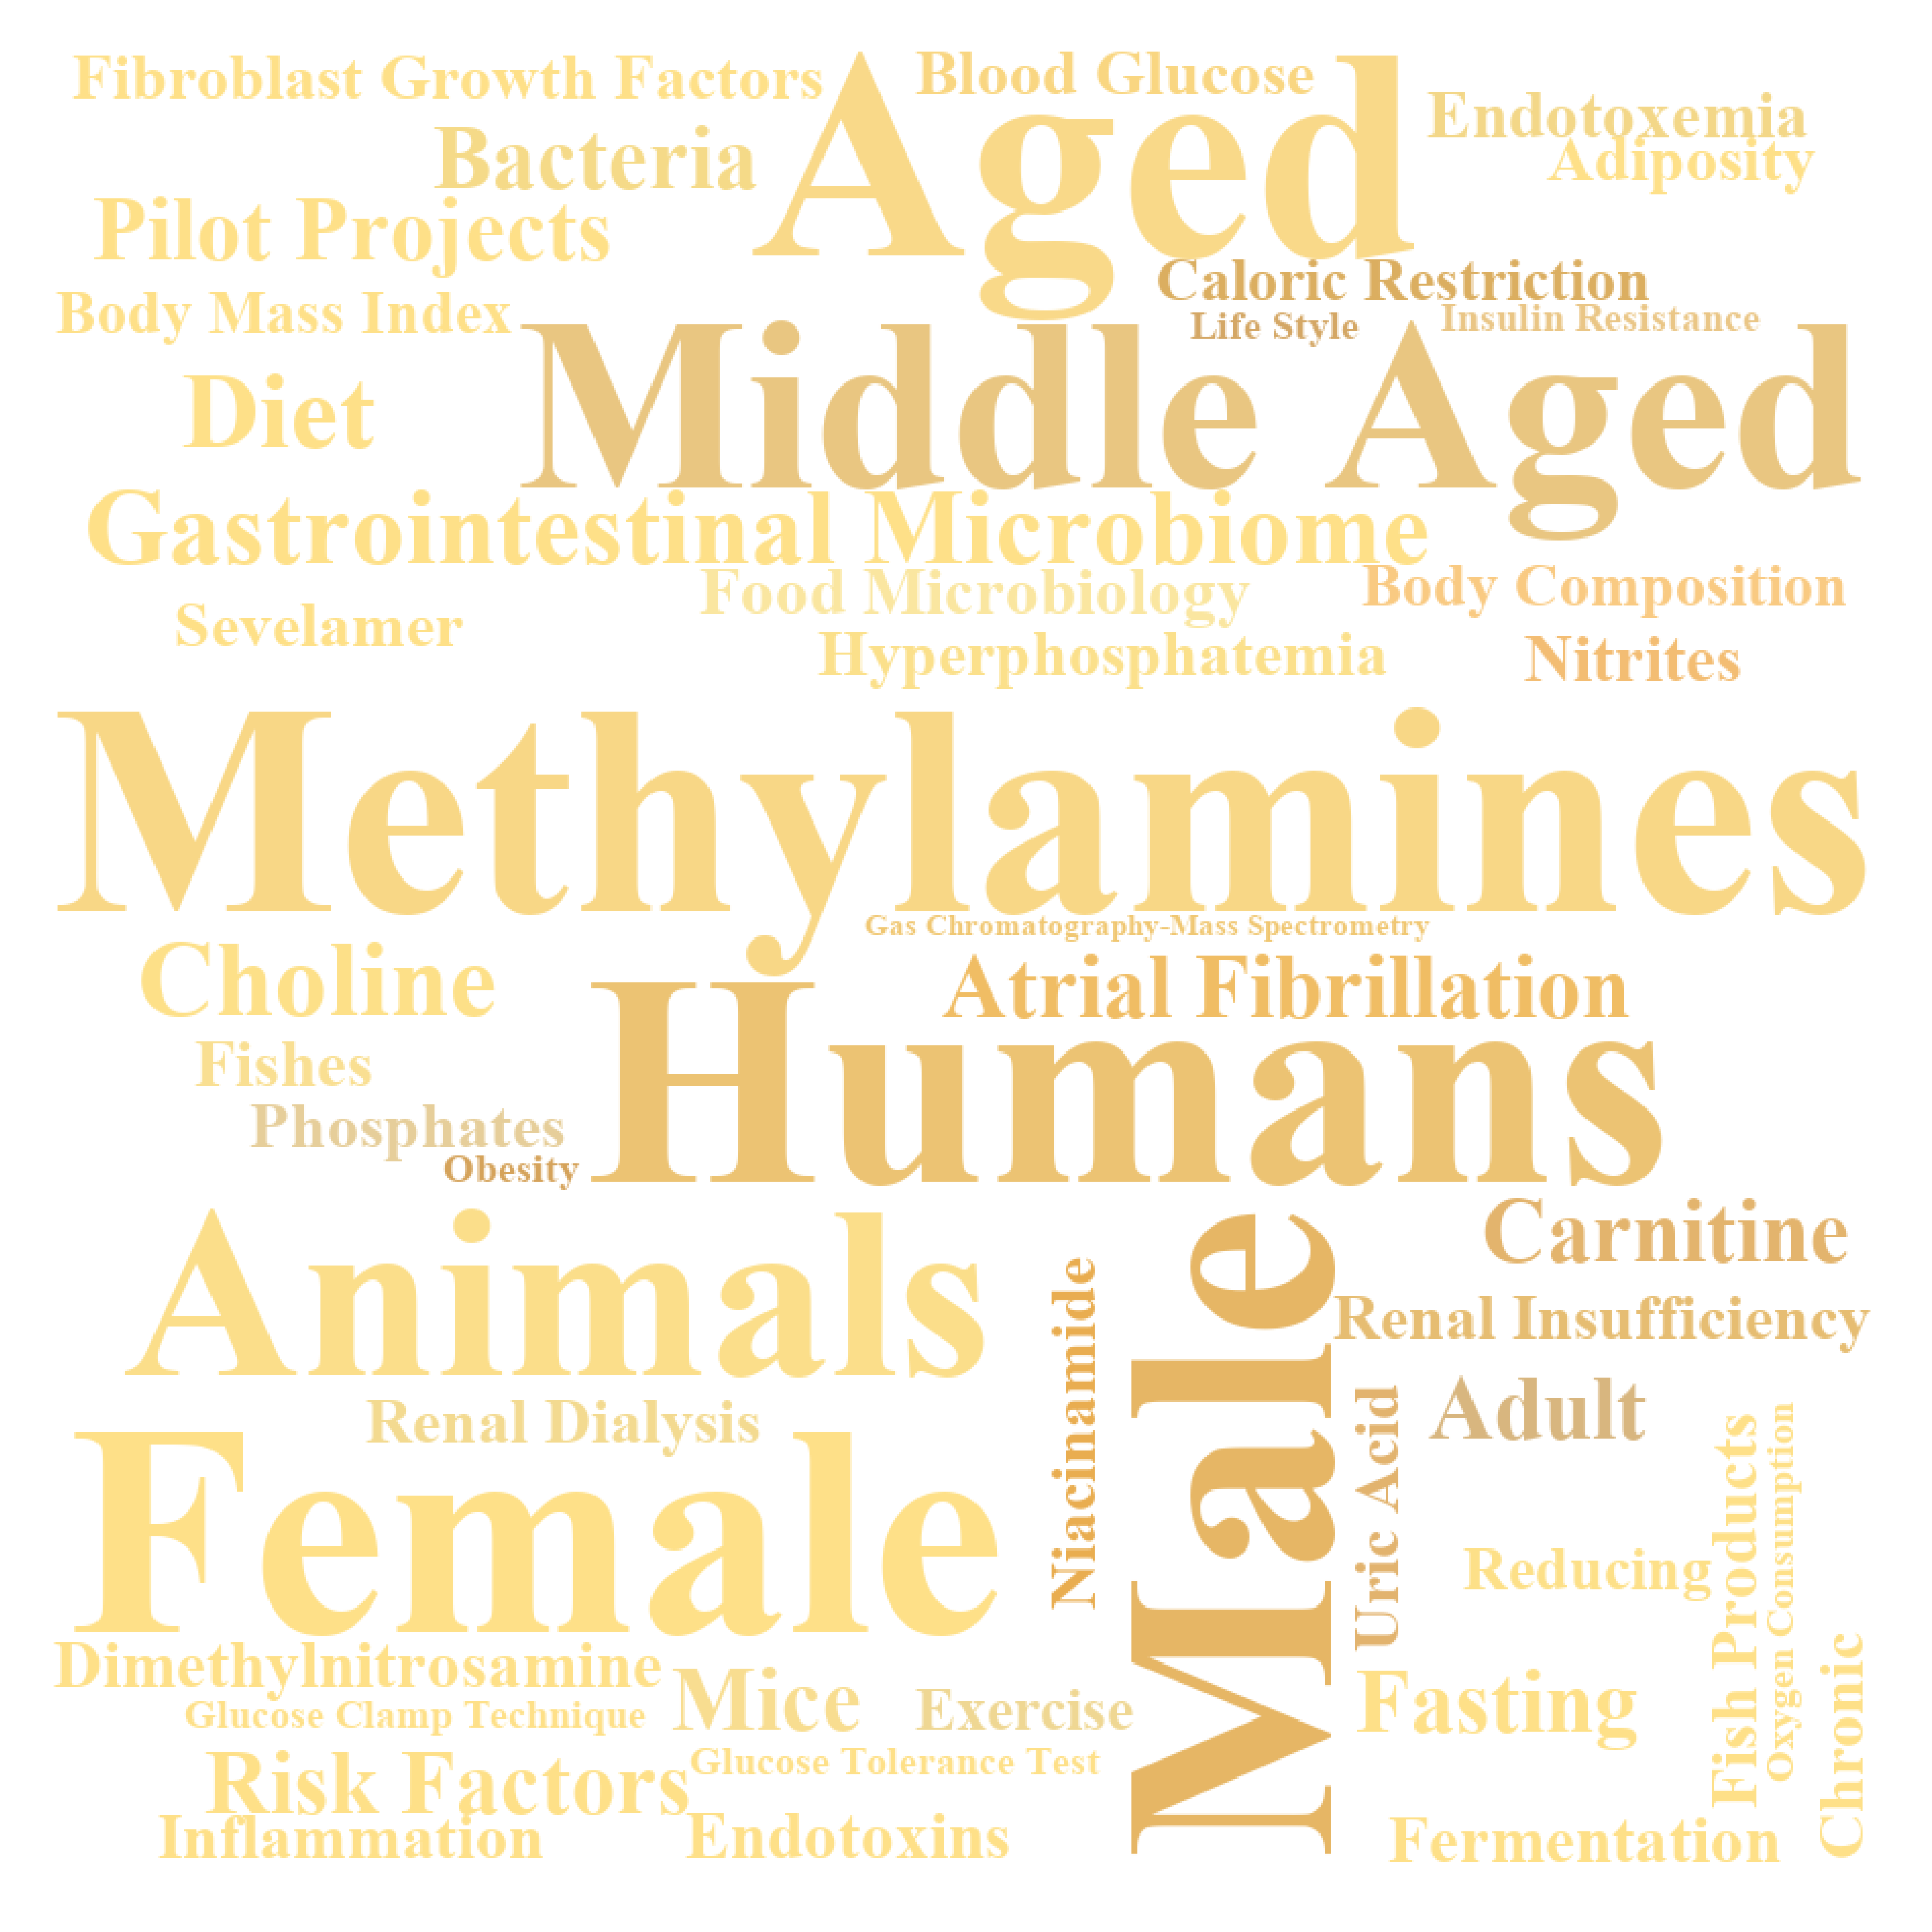 Fibroblast Growth Factors
Blood Glucose
Aged
Endotoxemia
Adiposity
Bacteria
Pilot Projects
Caloric Restriction
Body Mass Index
Life Style
Insulin Resistance
Middle Aged
Diet
Gastrointestinal Microbiome
Food Microbiology
Body Composition
Sevelamer
Hyperphosphatemia
Nitrites
Methylamines
Gas Chromatography-Mass Spectrometry
Choline
Atrial Fibrillation
Humans
Fishes
Phosphates
Obesity
Animals
Carnitine
Niacinamide
Male
Renal Insufficiency
Renal Dialysis
Uric Acid
Adult
Female
Fish Products
Oxygen Consumption
Reducing
Dimethylnitrosamine
Mice
Exercise
Fasting
Chronic
Glucose Clamp Technique
Glucose Tolerance Test
Risk Factors
Inflammation
Endotoxins
Fermentation